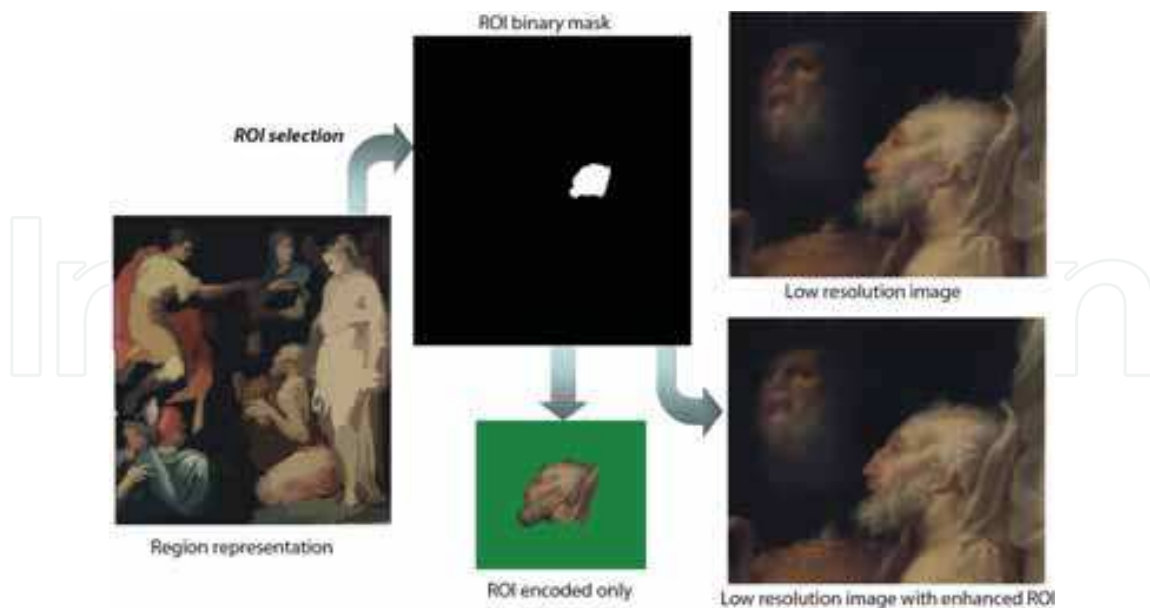 ROI binary mask
ROI selection
Low resolution image
Region representation
ROI encoded only
Low resolution image with enhanced ROI